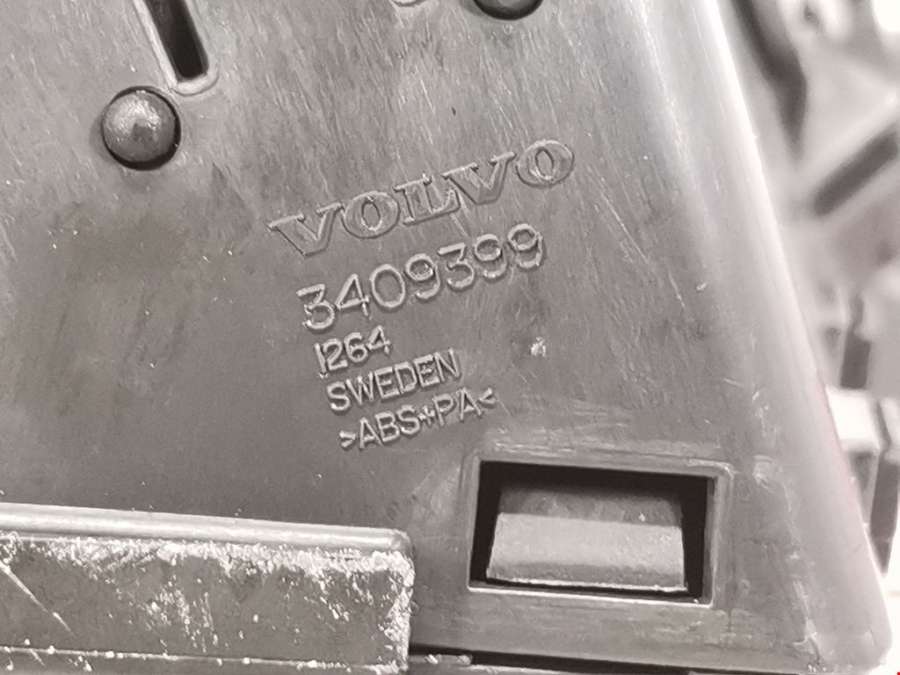 VOLVO
3409399
1264
SWEDEN
>ABS+PA<